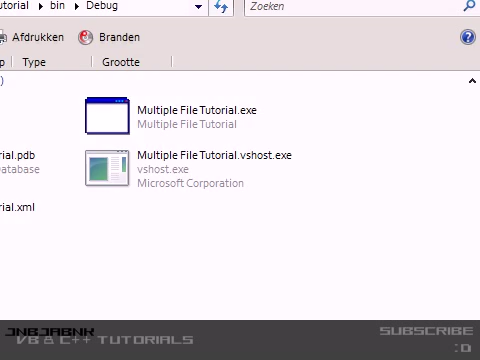 utorial bin Debug Zoeken
Afdrukken Branden
p Type Grootte
)
Multiple File Tutorial.exe
Multiple File Tutorial
rial.pdb
Database
Multiple File Tutorial.vshost.exe
vshost.exe
Microsoft Corporation
rial.xml
JNBJABNK
VB & C++ TUTORIALS
SUBSCRIBE
:D